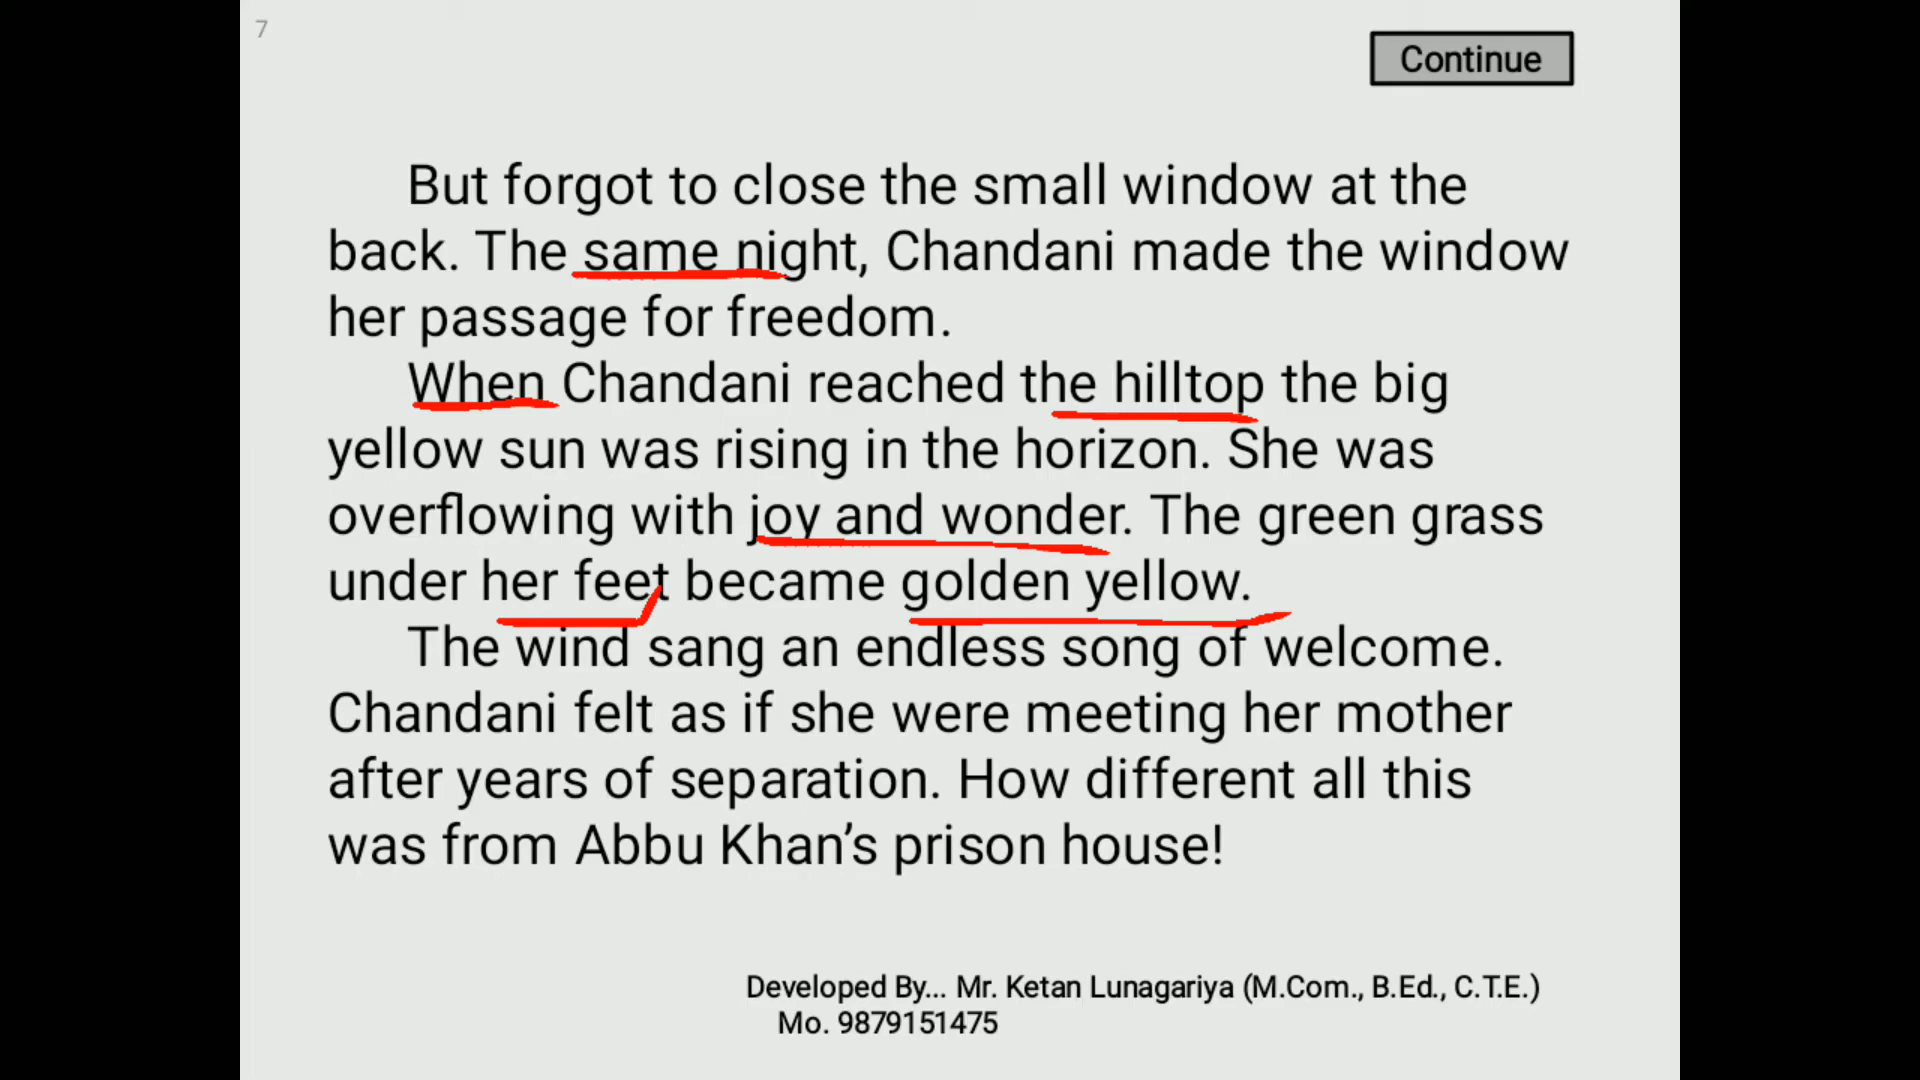 7
Continue
But forgot to close the small window at the
back. The same night, Chandani made the window
her passage for freedom.
When Chandani reached the hilltop the big
yellow sun was rising in the horizon. She was
overflowing with joy and wonder. The green grass
under her feet became golden yellow.
The wind sang an endless song of welcome.
Chandani felt as if she were meeting her mother
after years of separation. How different all this
was from Abbu Khan’s prison house!
Developed By... Mr. Ketan Lunagariya (M.Com., B.Ed., C.T.E.)
Mo. 9879151475